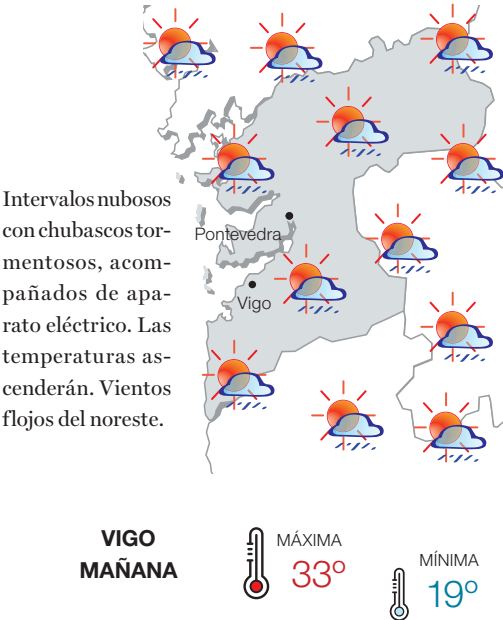 Intervalos nubosos
con chubascos tor-
mentosos, acom-
pañados de apa-
rato eléctrico. Las
temperaturas as-
cenderán. Vientos
flojos del noreste.
Pontevedra
Vigo
VIGO
MAÑANA
MÁXIMA
33º
MÍNIMA
19º